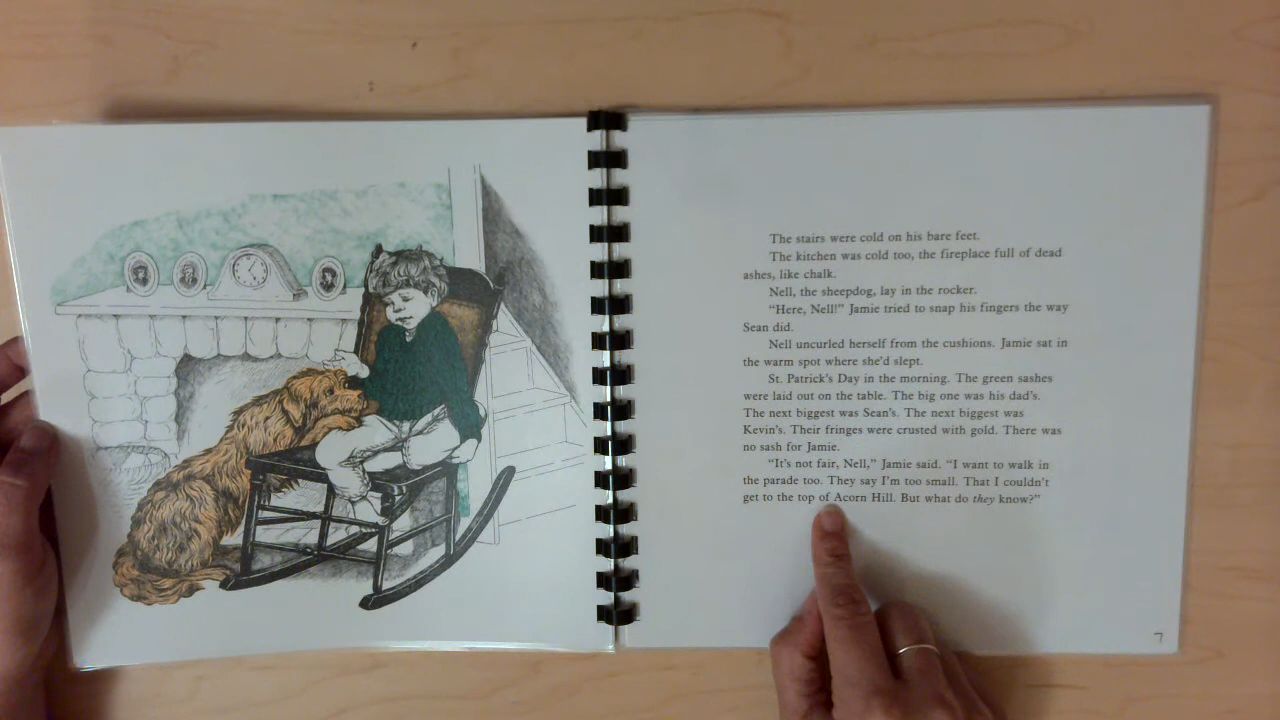 The stairs were cold on his bare feet.
The kitchen was cold too, the fireplace full of dead
ashes, like chalk.
Nell, the sheepdog, lay in the rocker.
“Here, Nell!” Jamie tried to snap his fingers the way
Sean did.
Nell uncurled herself from the cushions. Jamie sat in
the warm spot where she’d slept.
St. Patrick’s Day in the morning. The green sashes
were laid out on the table. The big one was his dad’s.
The next biggest was Sean’s. The next biggest was
Kevin’s. Their fringes were crusted with gold. There was
no sash for Jamie.
“It’s not fair, Nell,” Jamie said. “I want to walk in
the parade too. They say I’m too small. That I couldn’t
get to the top of Acorn Hill. But what do they know?”
7